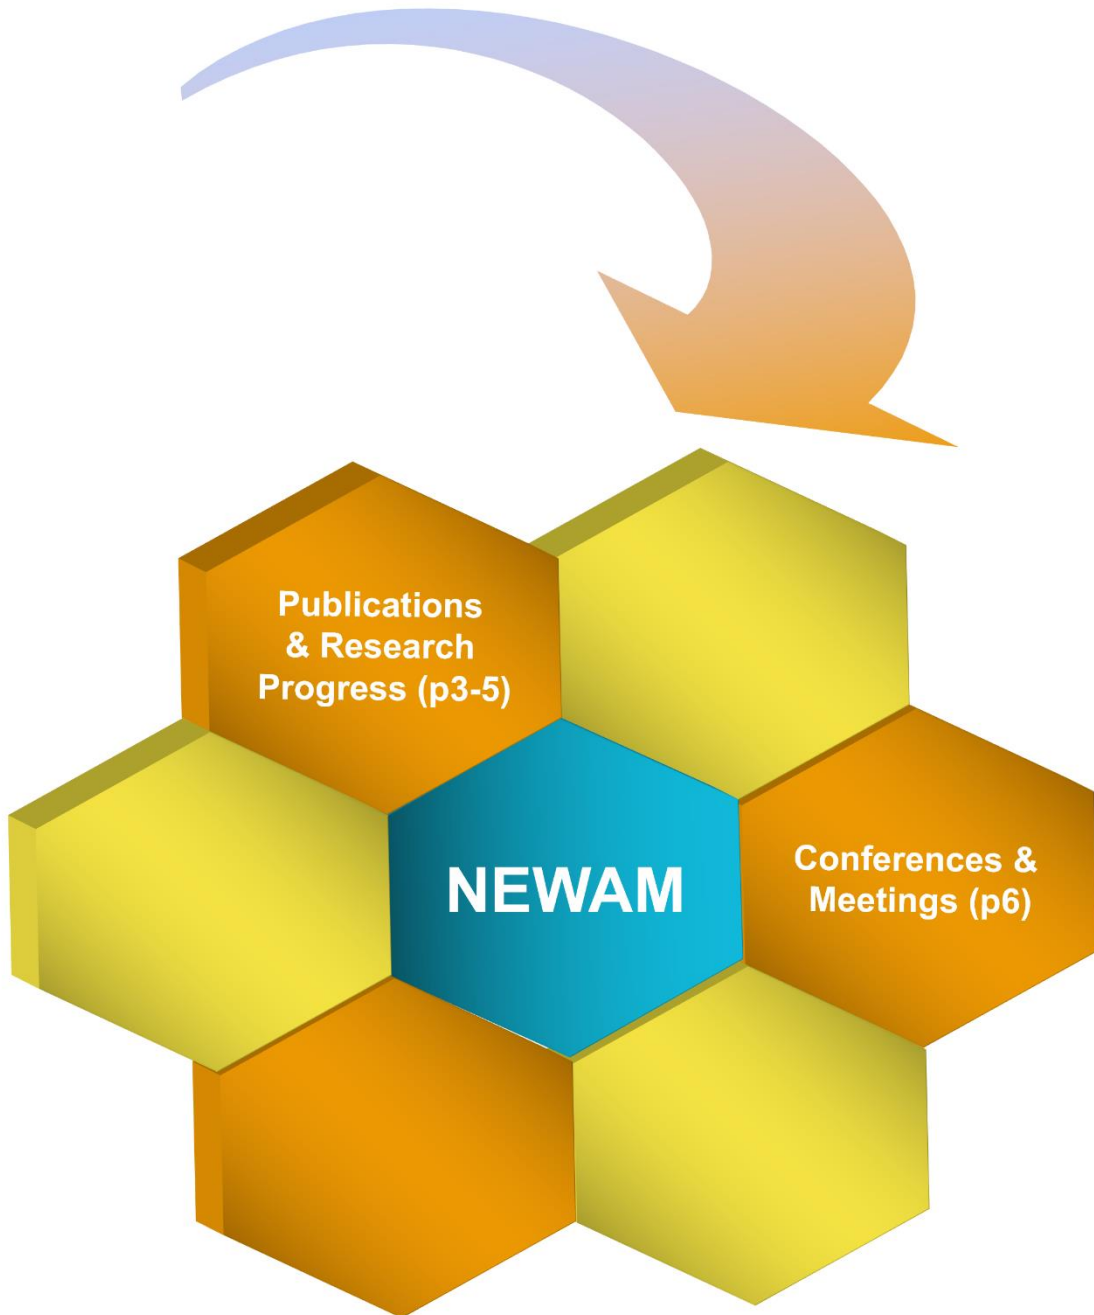 Publications
& Research
Progress (p3-5)
NEWAM
Conferences &
Meetings (p6)